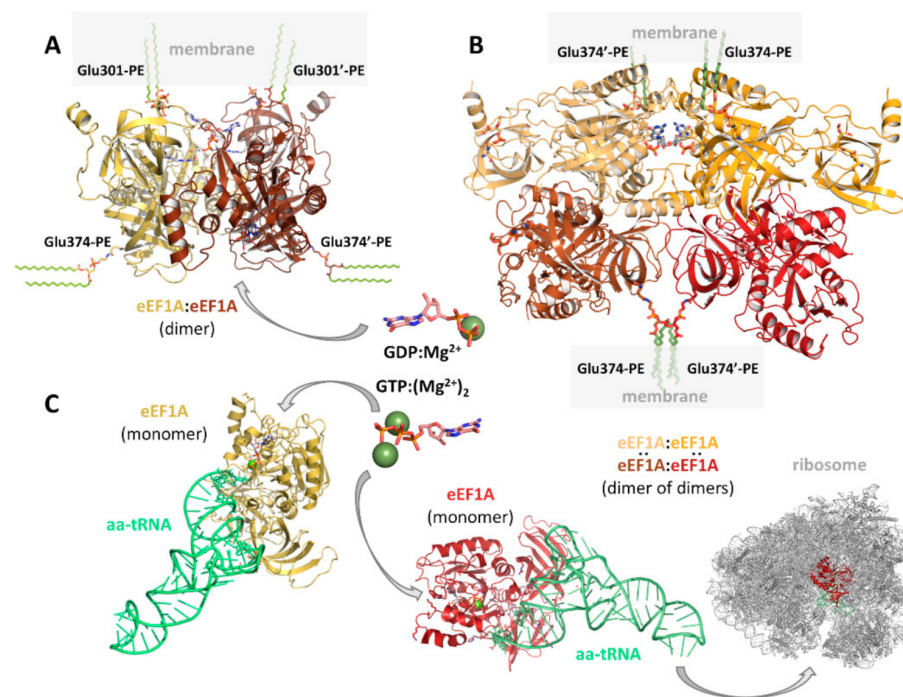 A
membrane
Glu301-PE
Glu301’-PE
Glu374-PE
Glu374’-PE
eEF1A:eEF1A
(dimer)
B
Glu374’-PE
membrane
Glu374-PE
Glu374-PE
Glu374’-PE
membrane
GDP:Mg²⁺
GTP:(Mg²⁺)₂
C
eEF1A
(monomer)
aa-tRNA
eEF1A
(monomer)
aa-tRNA
eEF1A:eEF1A
:   :
eEF1A:eEF1A
(dimer of dimers)
ribosome